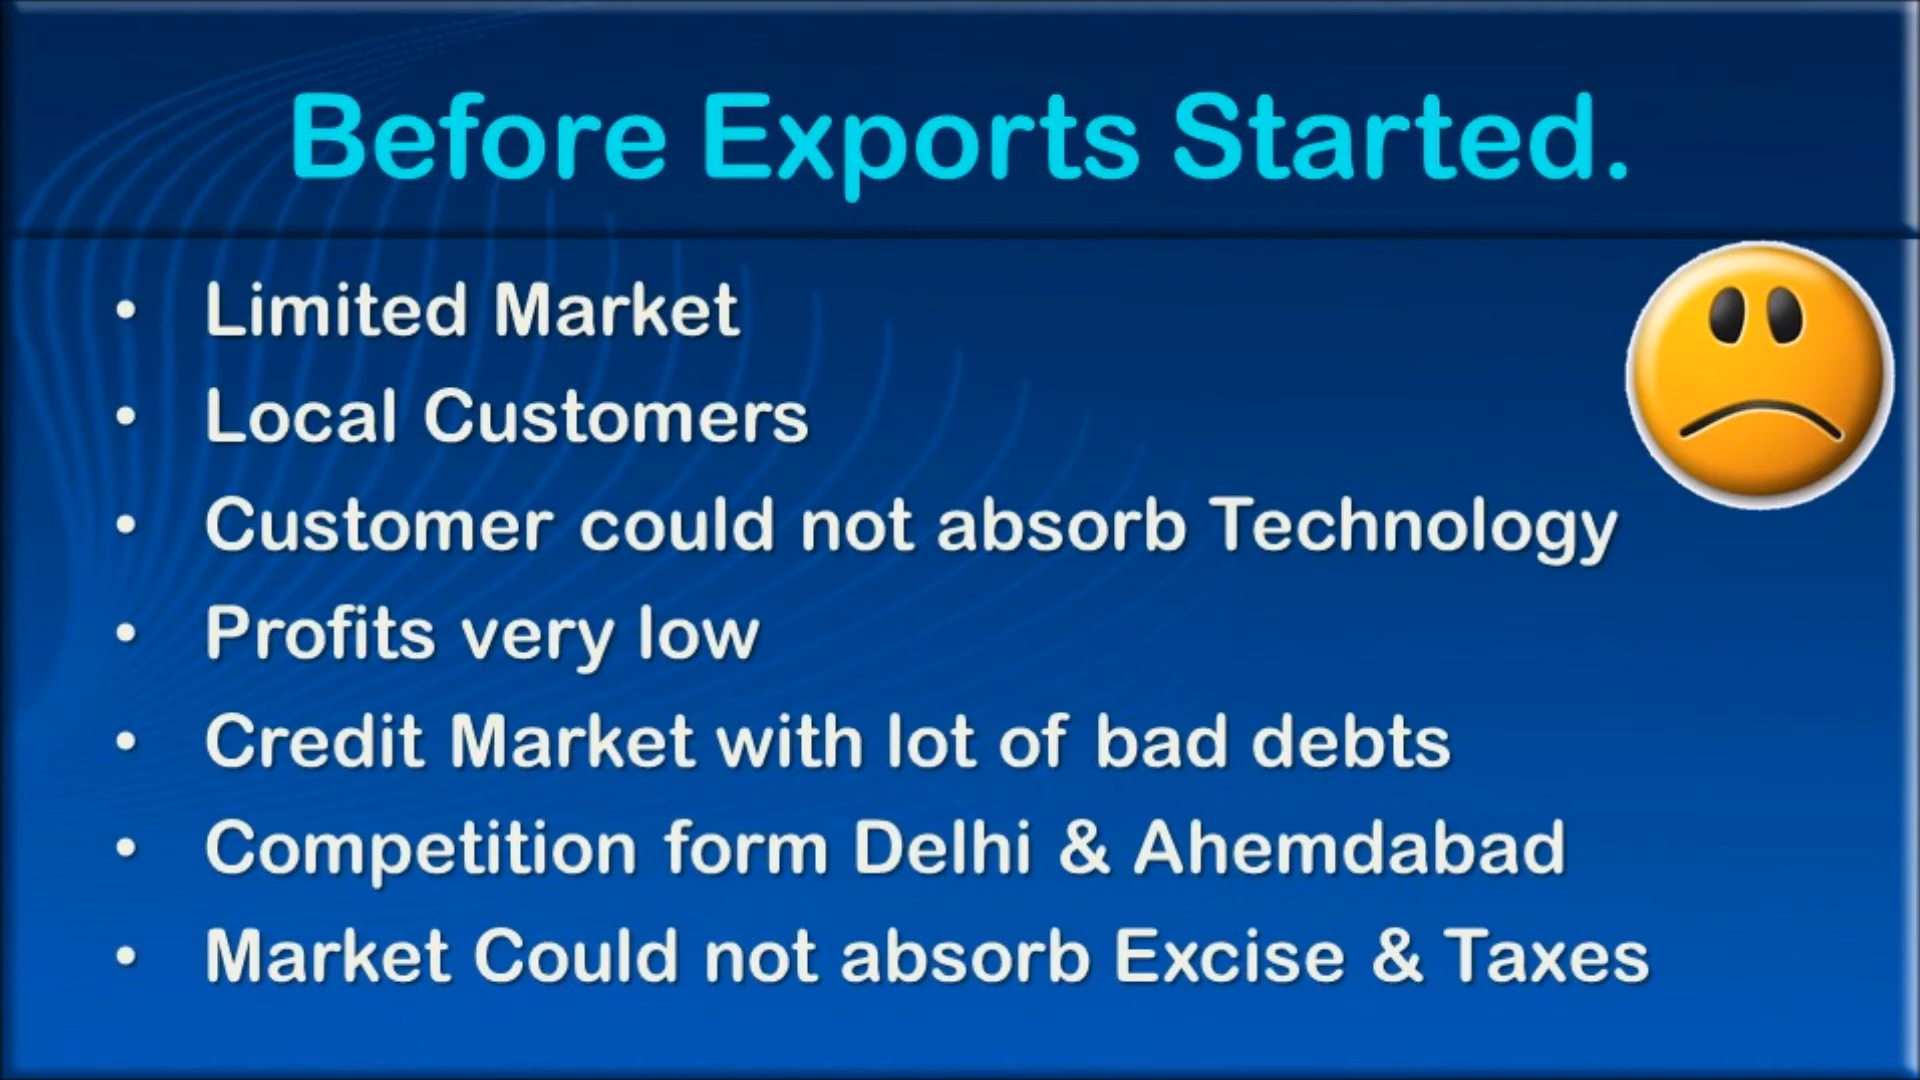 Before Exports Started.
• Limited Market
• Local Customers
• Customer could not absorb Technology
• Profits very low
• Credit Market with lot of bad debts
• Competition form Delhi & Ahemdabad
• Market Could not absorb Excise & Taxes